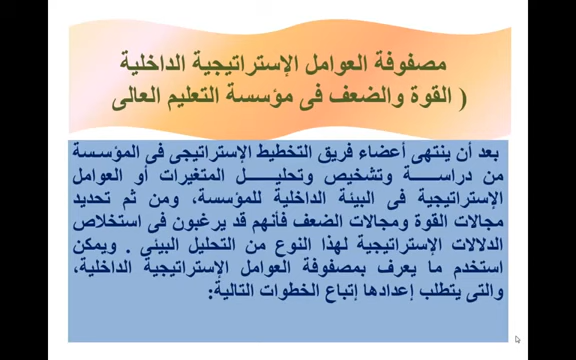 مصفوفة العوامل الإستراتيجية الداخلية
( القوة والضعف فى مؤسسة التعليم العالى
بعد أن ينتهى أعضاء فريق التخطيط الإستراتيجى فى المؤسسة
من دراســــة وتشخيص وتحليــــل المتغيرات أو العوامل
الإستراتيجية فى البيئة الداخلية للمؤسسة، ومن ثم تحديد
مجالات القوة ومجالات الضعف فأنهم قد يرغبون فى استخلاص
الدلالات الإستراتيجية لهذا النوع من التحليل البيئى . ويمكن
استخدم ما يعرف بمصفوفة العوامل الإستراتيجية الداخلية،
والتى يتطلب إعدادها إتباع الخطوات التالية: